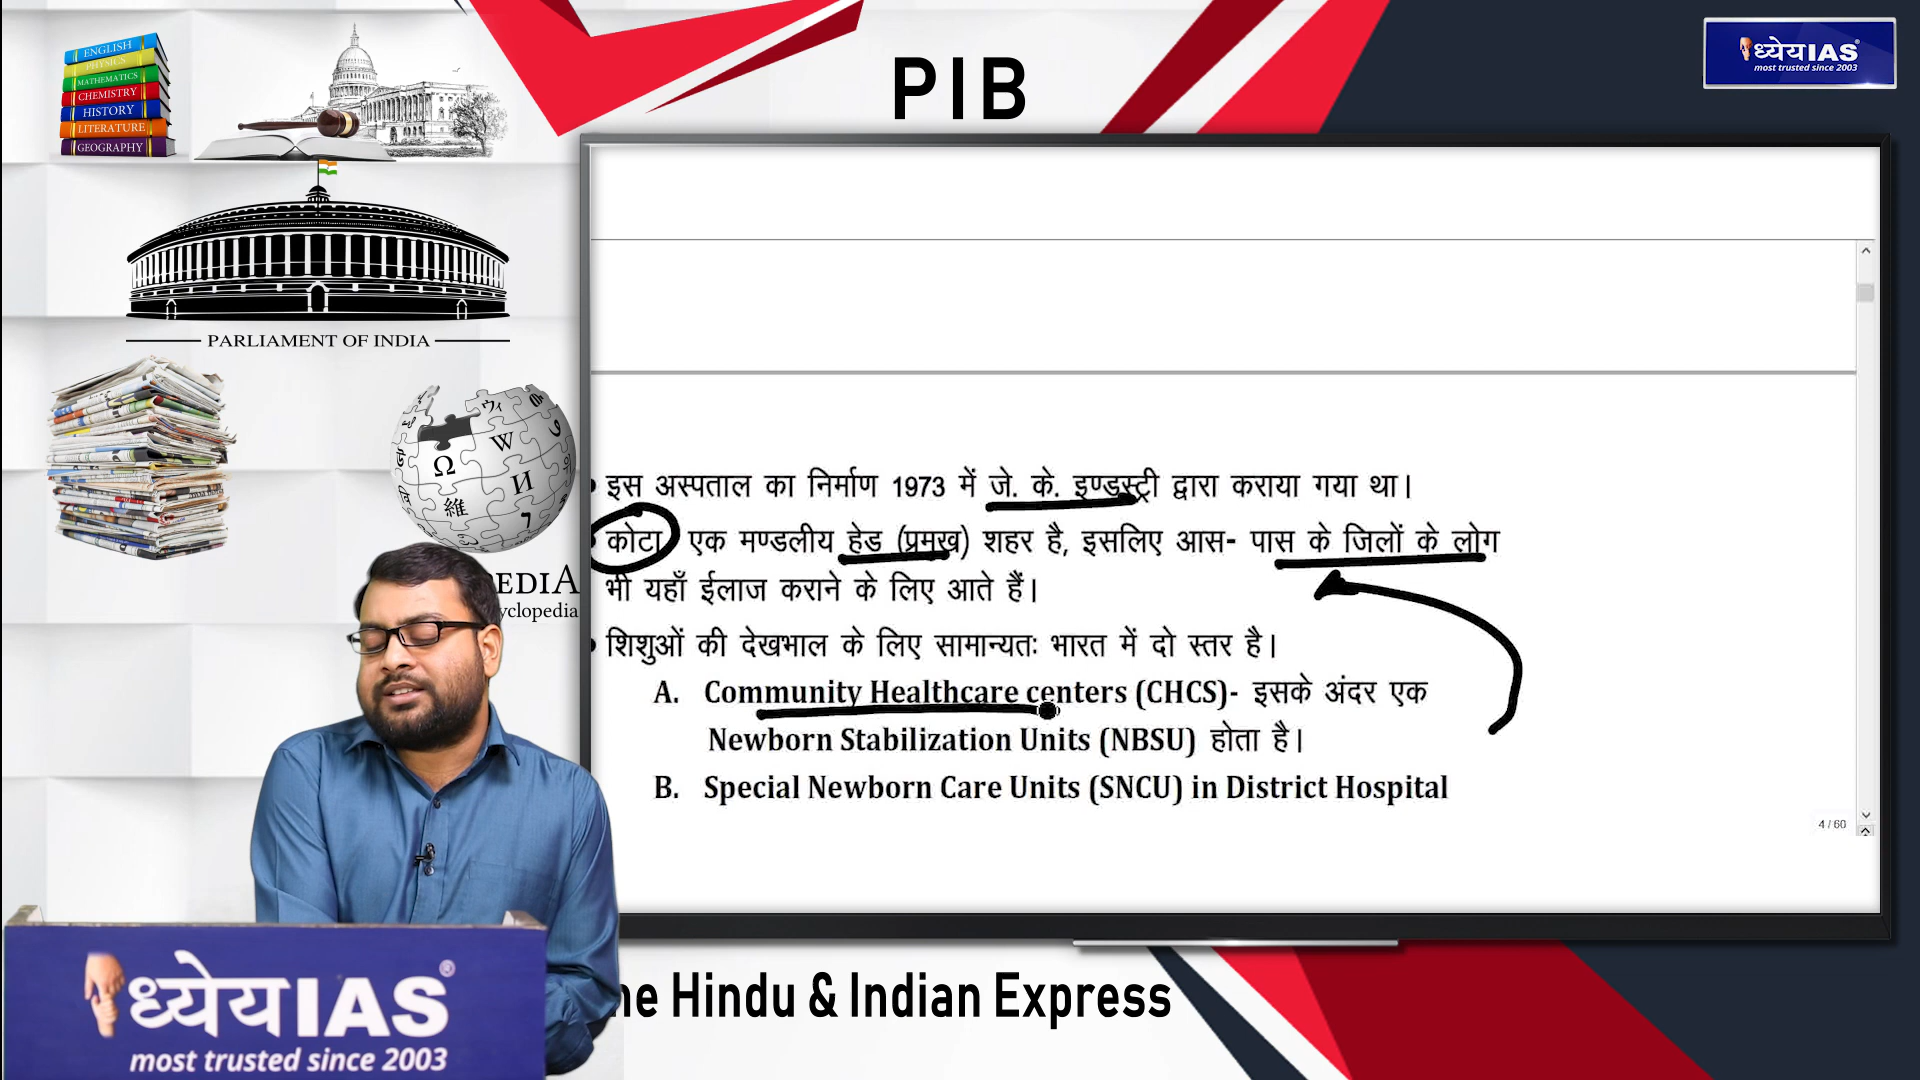 ENGLISH
PHYSICS
MATHEMATICS
CHEMISTRY
HISTORY
LITERATURE
GEOGRAPHY
PIB
ध्येयIAS
most trusted since 2003
PARLIAMENT OF INDIA
W
Ω
И
維
EDIA
yclopedia
इस अस्पताल का निर्माण 1973 में जे. के. इण्डस्ट्री द्वारा कराया गया था।
कोटा एक मण्डलीय हेड (प्रमुख) शहर है, इसलिए आस- पास के जिलों के लोग
भी यहाँ ईलाज कराने के लिए आते हैं।
शिशुओं की देखभाल के लिए सामान्यतः भारत में दो स्तर है।
A. Community Healthcare centers (CHCS)- इसके अंदर एक
Newborn Stabilization Units (NBSU) होता है।
B. Special Newborn Care Units (SNCU) in District Hospital
4 / 60
ध्येयIAS®
most trusted since 2003
he Hindu & Indian Express